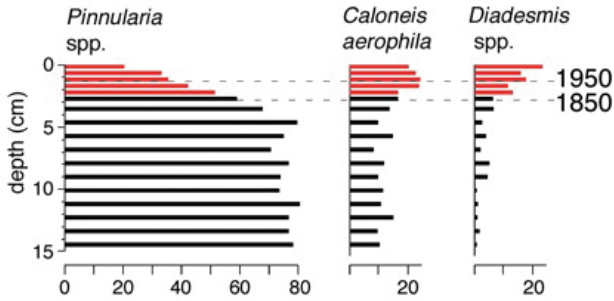 Pinnularia spp.
Caloneis aerophila
Diadesmis spp.
0
5
10
15
depth (cm)
1950
1850
0 20 40 60 80
20
20